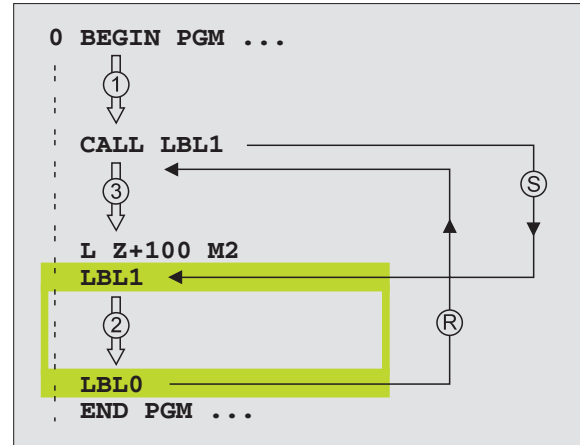 0 BEGIN PGM ...
1
CALL LBL1
S
3
L Z+100 M2
LBL1
2
R
LBL0
END PGM ...